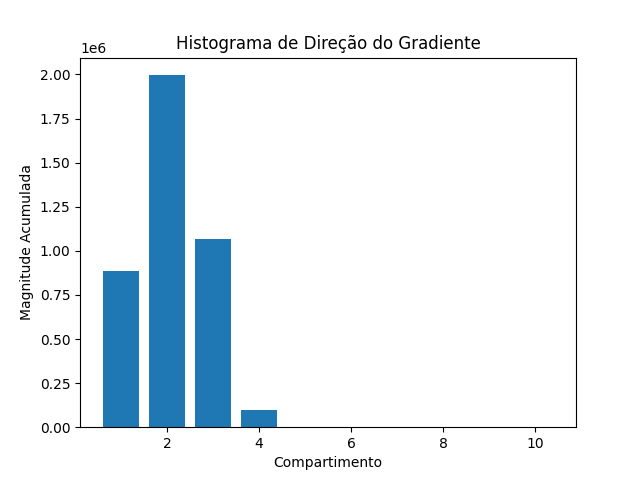 Histograma de Direção do Gradiente
1e6
2.00
1.75
1.50
1.25
1.00
0.75
0.50
0.25
0.00
Magnitude Acumulada
2 4 6 8 10
Compartimento